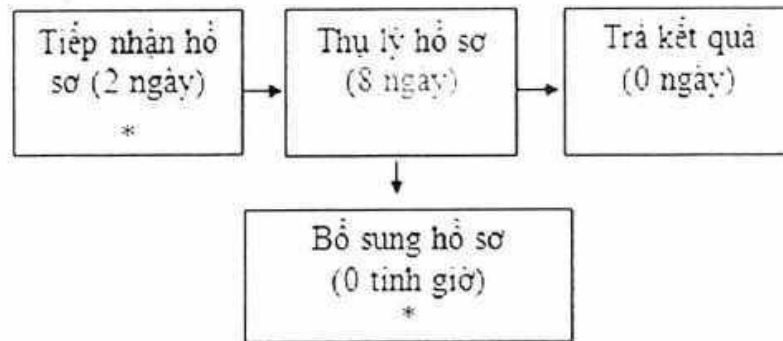 Tiếp nhận hồ
sơ (2 ngày)
*
Thụ lý hồ sơ
(8 ngày)
Trả kết quả
(0 ngày)
Bổ sung hồ sơ
(0 tính giờ)
*